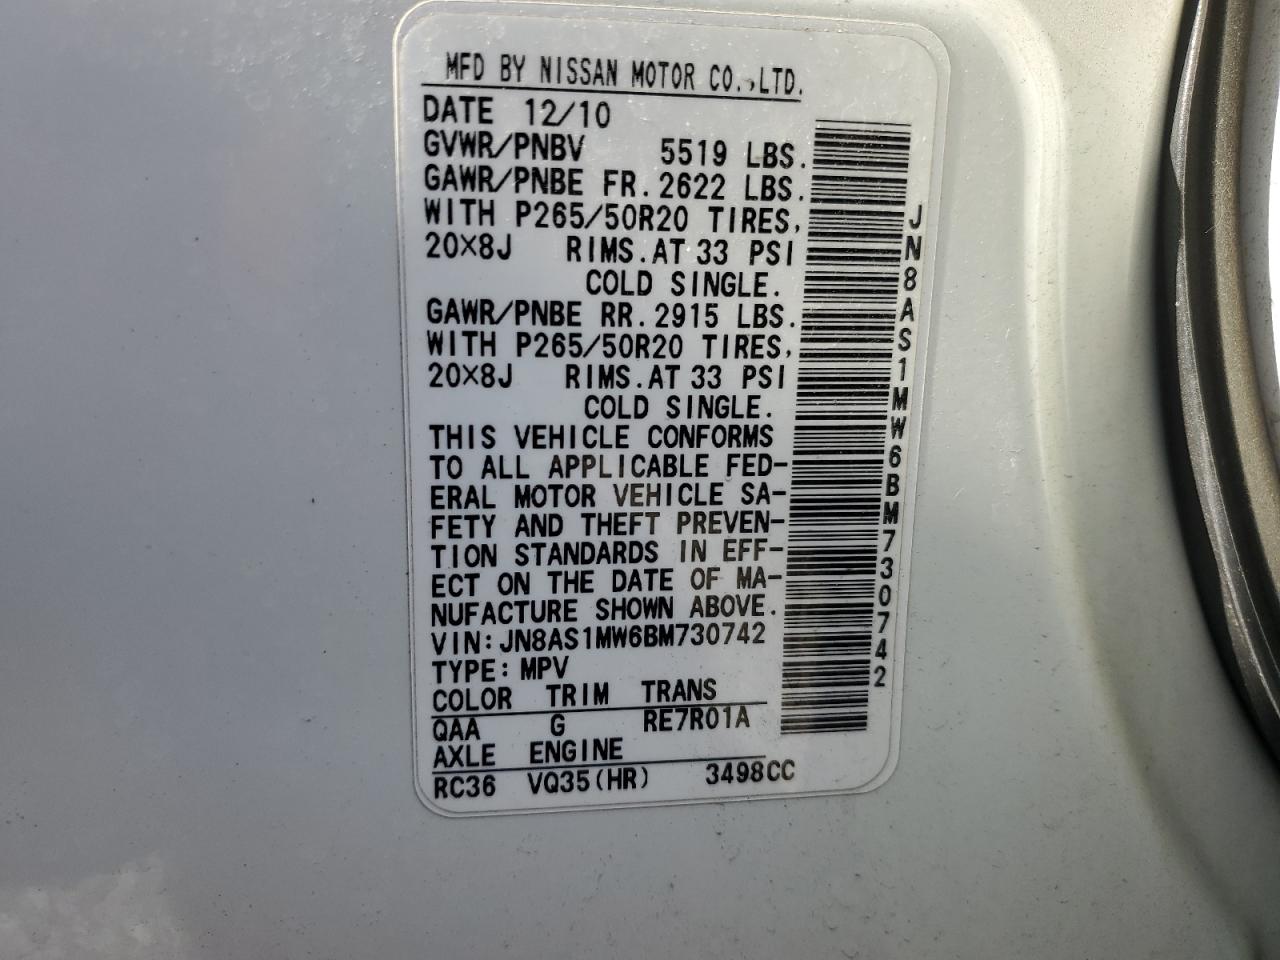 MFD BY NISSAN MOTOR CO.,LTD.
DATE 12/10
GVWR/PNBV 5519 LBS.
GAWR/PNBE FR.2622 LBS.
WITH P265/50R20 TIRES,
20×8J RIMS.AT 33 PSI
COLD SINGLE.
GAWR/PNBE RR.2915 LBS.
WITH P265/50R20 TIRES,
20×8J RIMS.AT 33 PSI
COLD SINGLE.
THIS VEHICLE CONFORMS
TO ALL APPLICABLE FED-
ERAL MOTOR VEHICLE SA-
FETY AND THEFT PREVEN-
TION STANDARDS IN EFF-
ECT ON THE DATE OF MA-
NUFACTURE SHOWN ABOVE.
VIN:JN8AS1MW6BM730742
TYPE:MPV
COLOR TRIM TRANS
QAA G RE7R01A
AXLE ENGINE
RC36 VQ35(HR) 3498CC
JN8AS1MW6BM730742